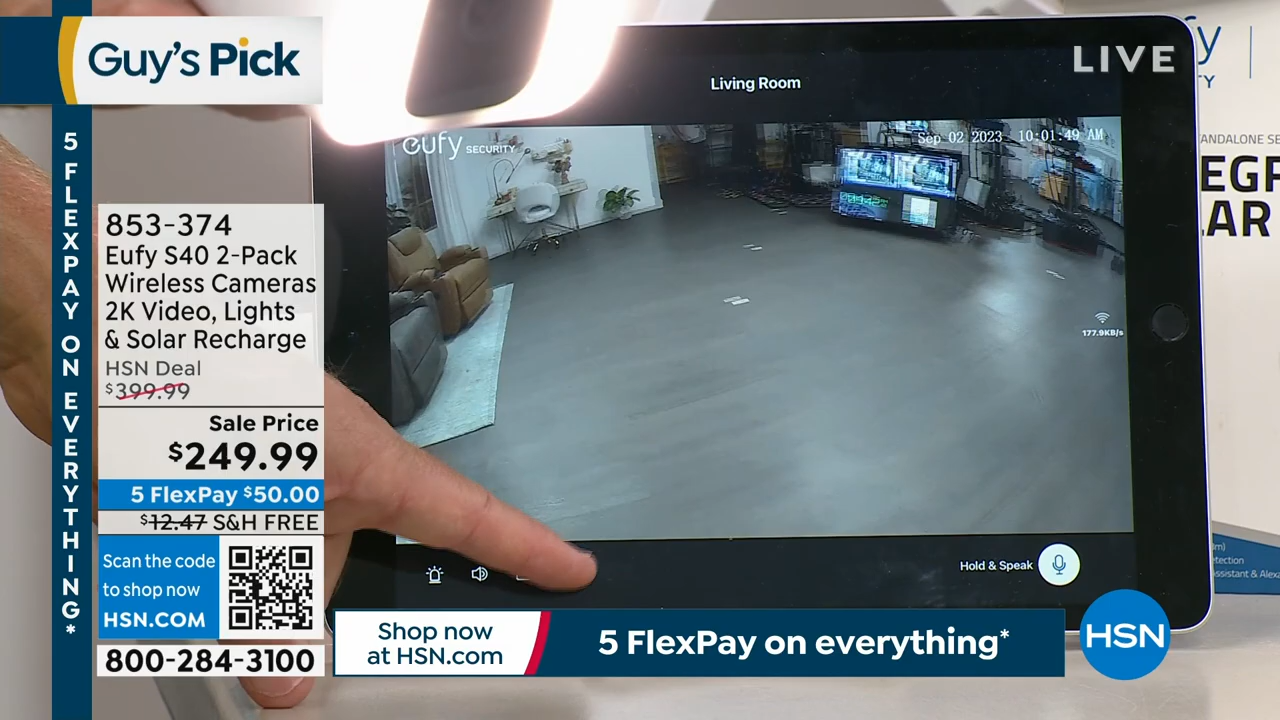 Guy's Pick
5 FLEXPAY ON EVERYTHING*
853-374
Eufy S40 2-Pack
Wireless Cameras
2K Video, Lights
& Solar Recharge
HSN Deal
$399.99
Sale Price
$249.99
5 FlexPay $50.00
$12.47 S&H FREE
Scan the code
to shop now
HSN.COM
800-284-3100
Living Room
LIVE
eufy SECURITY
Sep 02 2023 10:01:49 AM
177.9KB/s
Hold & Speak
Shop now
at HSN.com
5 FlexPay on everything*
HSN